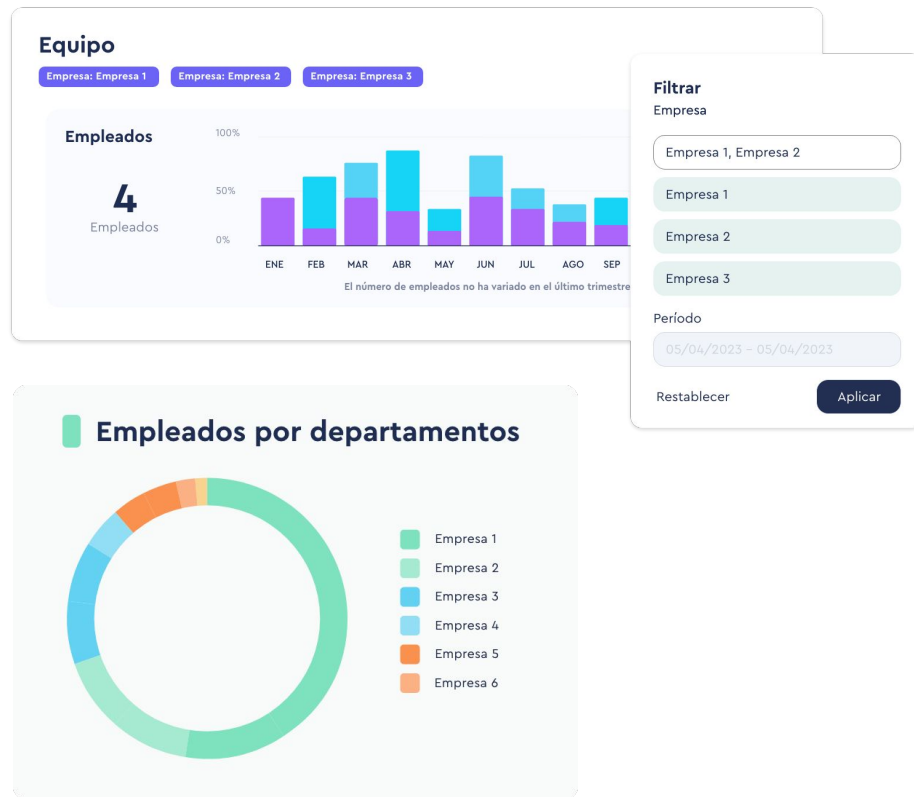 Equipo
Empresa: Empresa 1 Empresa: Empresa 2 Empresa: Empresa 3
Empleados
4
Empleados
100%
50%
0%
ENE FEB MAR ABR MAY JUN JUL AGO SEP
El número de empleados no ha variado en el último trimestre
Filtrar
Empresa
Empresa 1, Empresa 2
Empresa 1
Empresa 2
Empresa 3
Período
05/04/2023 – 05/04/2023
Restablecer Aplicar
Empleados por departamentos
Empresa 1
Empresa 2
Empresa 3
Empresa 4
Empresa 5
Empresa 6